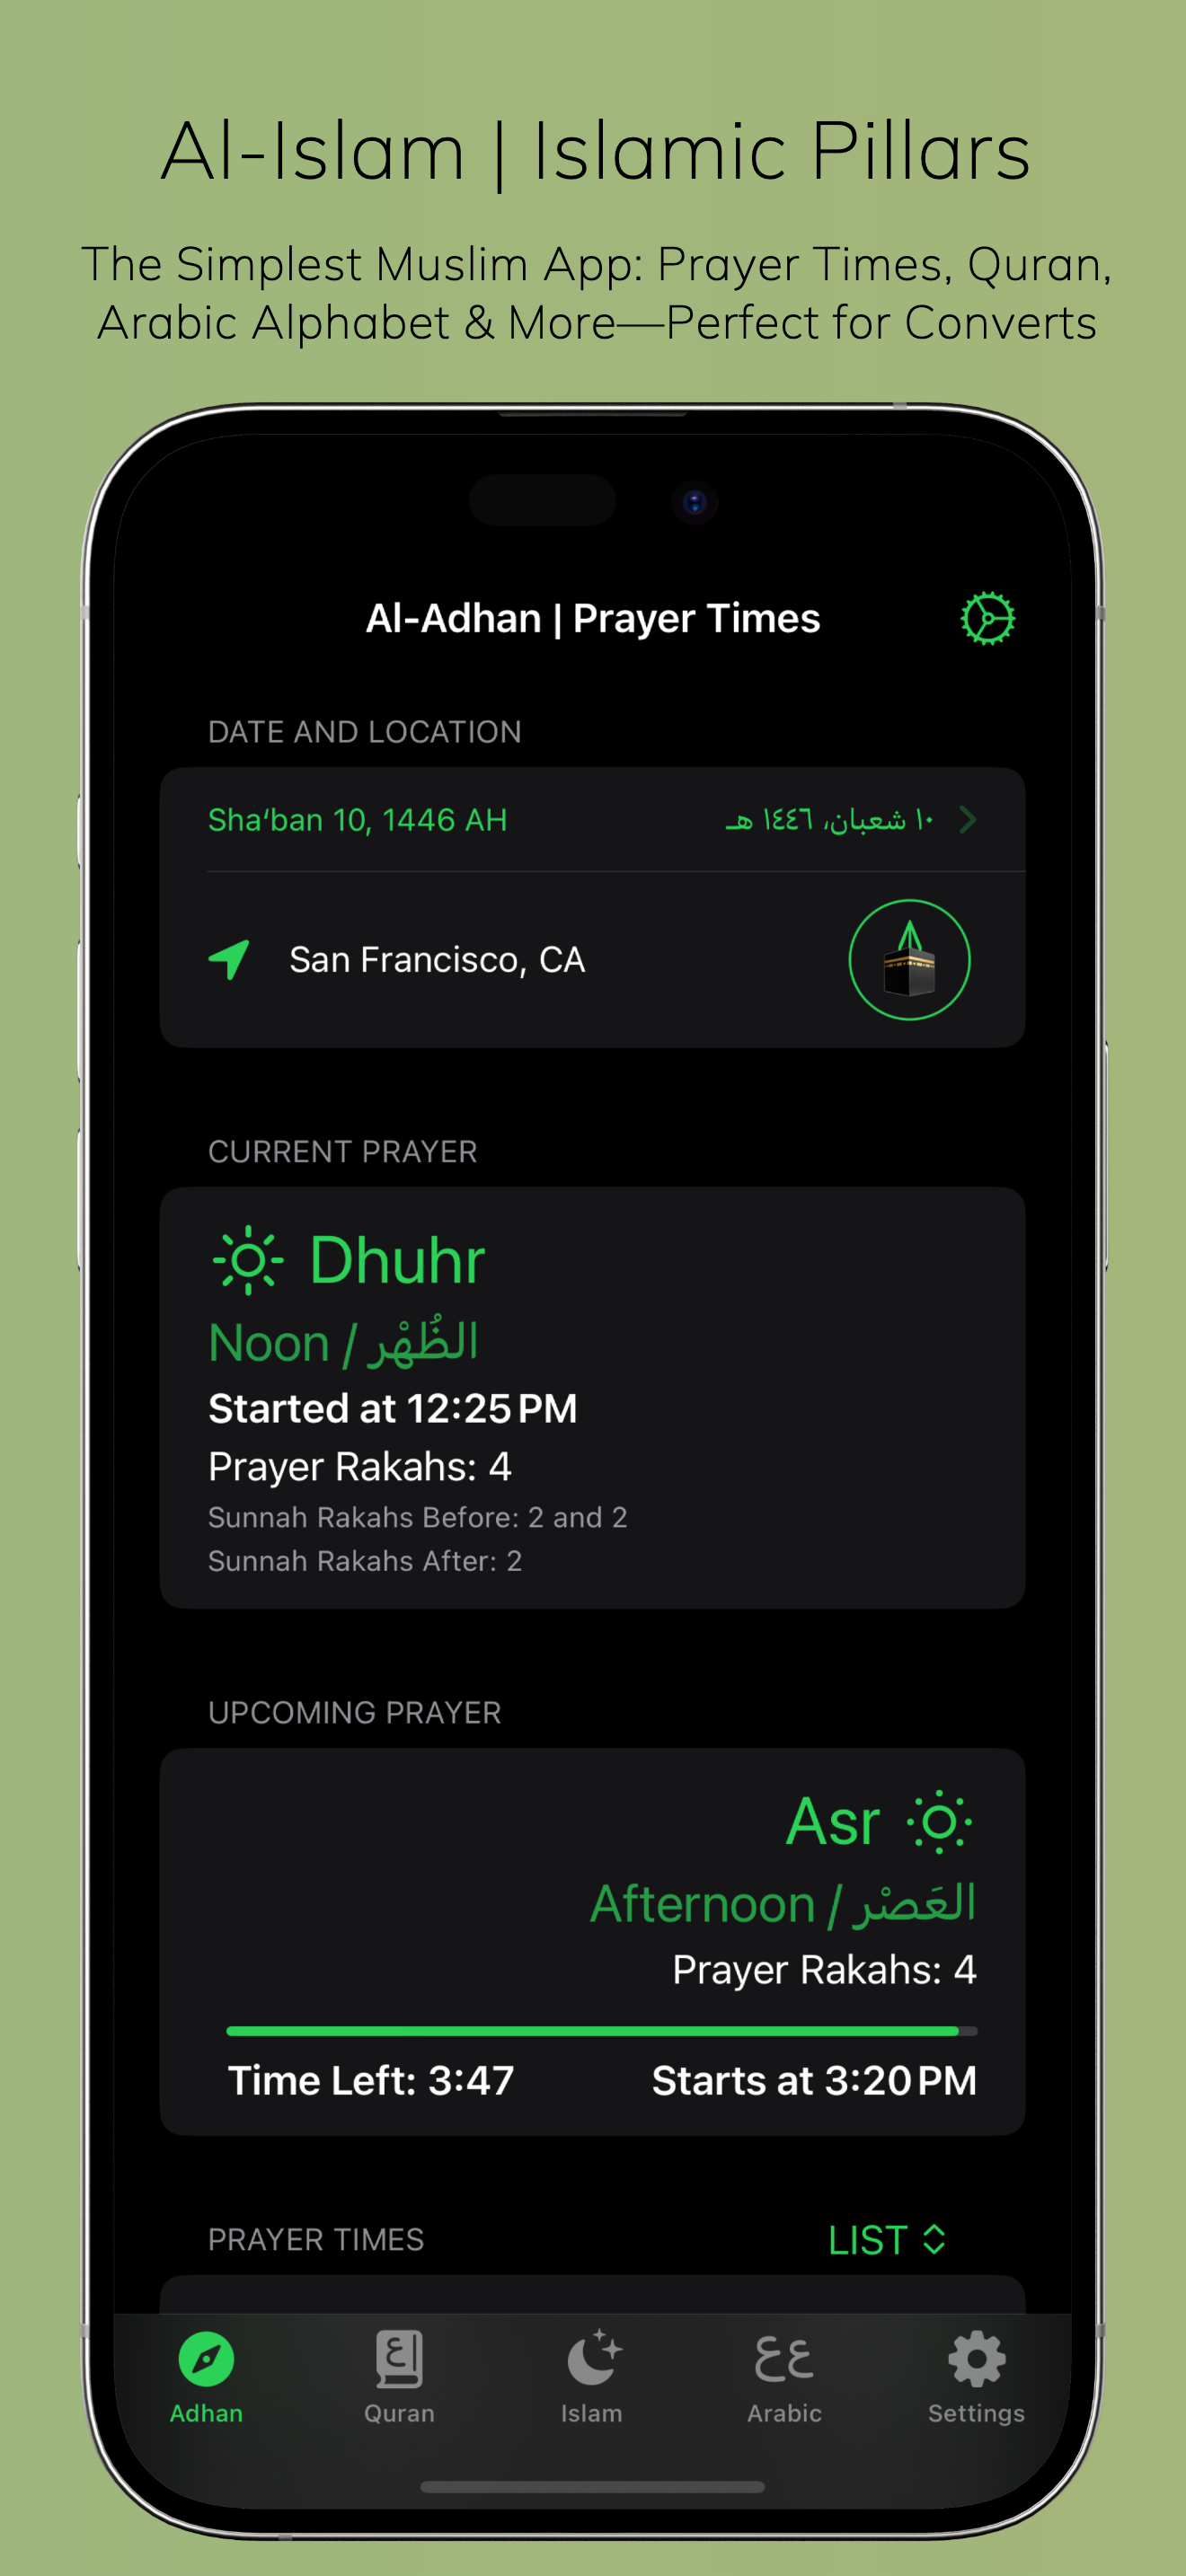 Al-Islam | Islamic Pillars
The Simplest Muslim App: Prayer Times, Quran,
Arabic Alphabet & More—Perfect for Converts
Al-Adhan | Prayer Times
DATE AND LOCATION
Shaʻban 10, 1446 AH
١٠ شعبان، ١٤٤٦ هـ
San Francisco, CA
CURRENT PRAYER
Dhuhr
Noon / الظُهْر
Started at 12:25 PM
Prayer Rakahs: 4
Sunnah Rakahs Before: 2 and 2
Sunnah Rakahs After: 2
UPCOMING PRAYER
Asr
Afternoon / العَصْر
Prayer Rakahs: 4
Time Left: 3:47
Starts at 3:20 PM
PRAYER TIMES
LIST
Adhan
Quran
Islam
Arabic
Settings